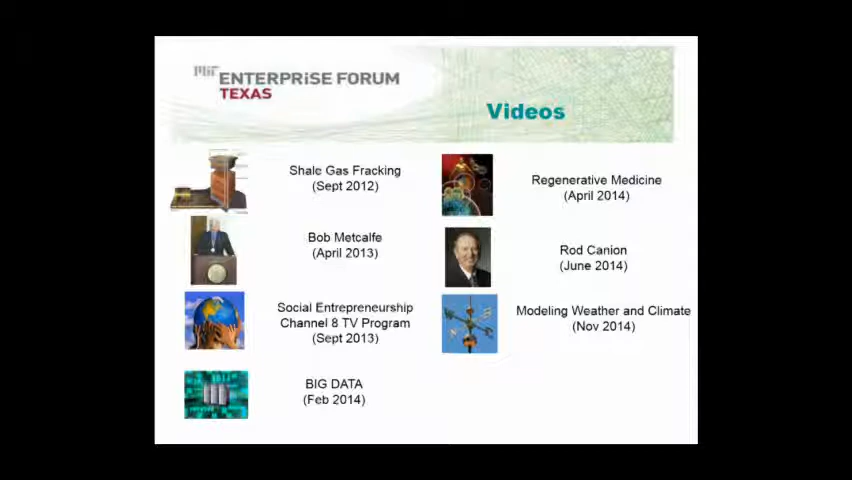 MIT
ENTERPRiSE FORUM
TEXAS
Videos
Shale Gas Fracking
(Sept 2012)
Bob Metcalfe
(April 2013)
Social Entrepreneurship
Channel 8 TV Program
(Sept 2013)
BIG DATA
(Feb 2014)
Regenerative Medicine
(April 2014)
Rod Canion
(June 2014)
Modeling Weather and Climate
(Nov 2014)